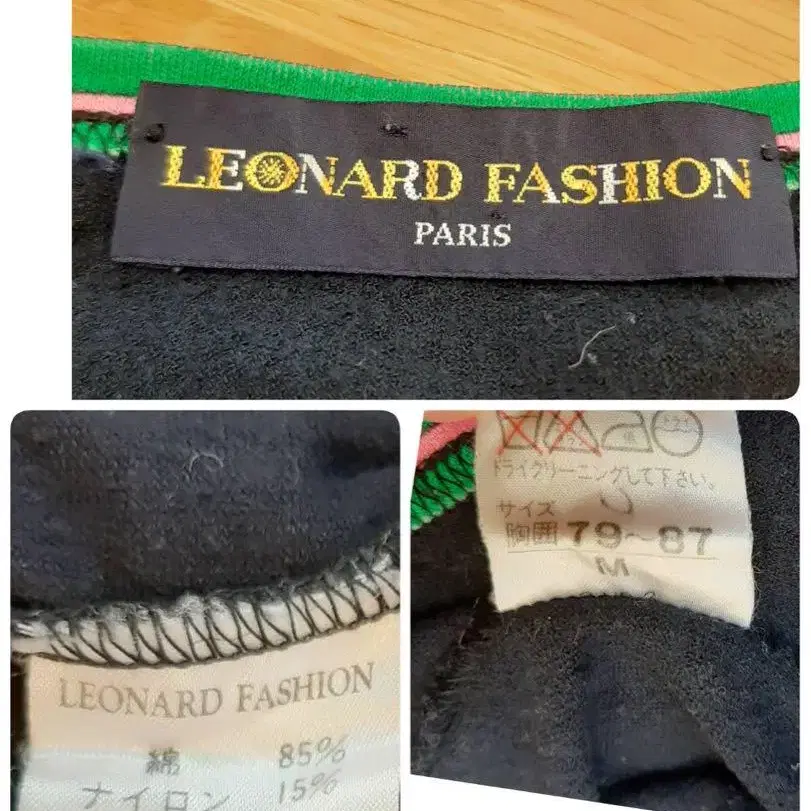 LEONARD FASHION
PARIS
LEONARD FASHION
綿 85%
ナイロン 15%
ドライクリーニングして下さい。
サイズ
胸囲 79~87
M